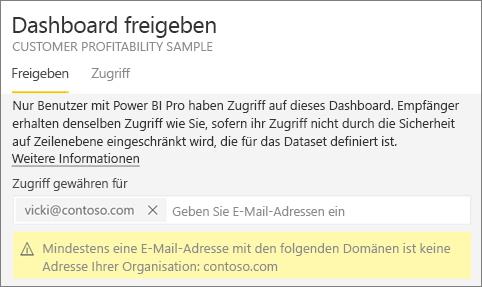 Dashboard freigeben
CUSTOMER PROFITABILITY SAMPLE
Freigeben Zugriff
Nur Benutzer mit Power BI Pro haben Zugriff auf dieses Dashboard. Empfänger
erhalten denselben Zugriff wie Sie, sofern ihr Zugriff nicht durch die Sicherheit
auf Zeilenebene eingeschränkt wird, die für das Dataset definiert ist.
Weitere Informationen
Zugriff gewähren für
vicki@contoso.com Geben Sie E-Mail-Adressen ein
Mindestens eine E-Mail-Adresse mit den folgenden Domänen ist keine
Adresse Ihrer Organisation: contoso.com